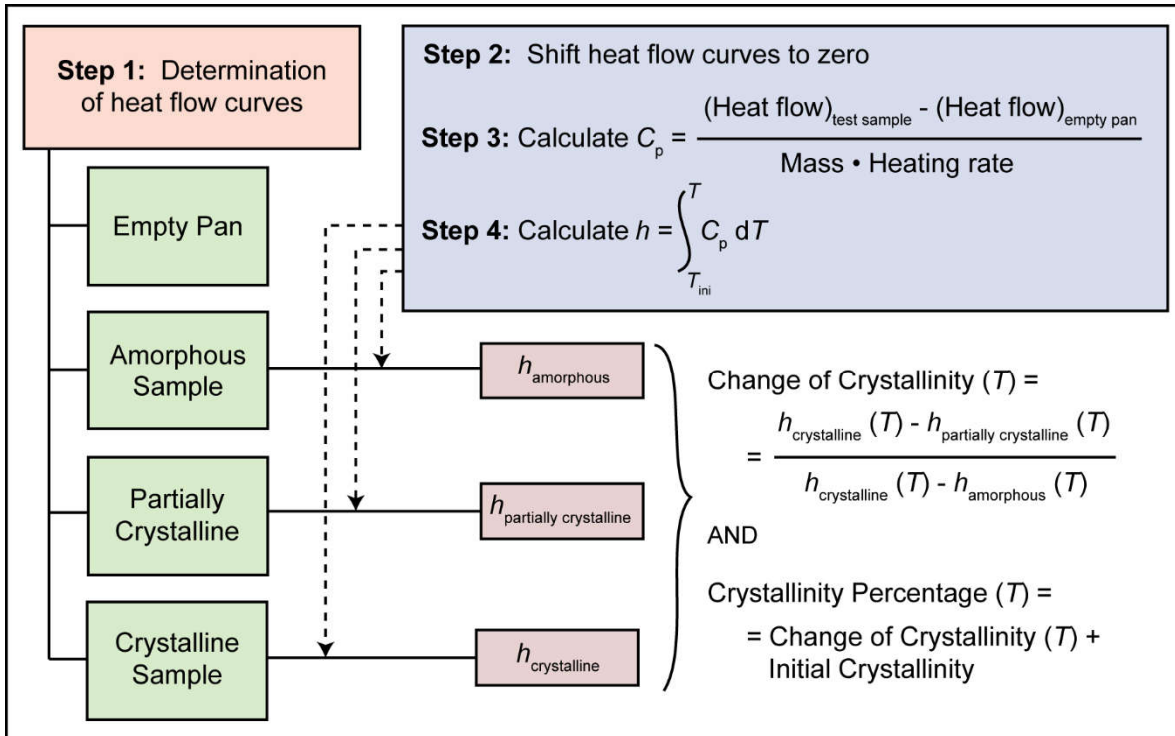 Step 1: Determination
of heat flow curves
Empty Pan
Amorphous
Sample
Partially
Crystalline
Crystalline
Sample
Step 2: Shift heat flow curves to zero
Step 3: Calculate Cp = (Heat flow)test sample - (Heat flow)empty pan
Mass • Heating rate
Step 4: Calculate h = ∫ T Tini Cp dT
hamorphous
hpartially crystalline
hcrystalline
Change of Crystallinity (T) =
= hcrystalline (T) - hpartially crystalline (T)
hcrystalline (T) - hamorphous (T)
AND
Crystallinity Percentage (T) =
= Change of Crystallinity (T) +
Initial Crystallinity